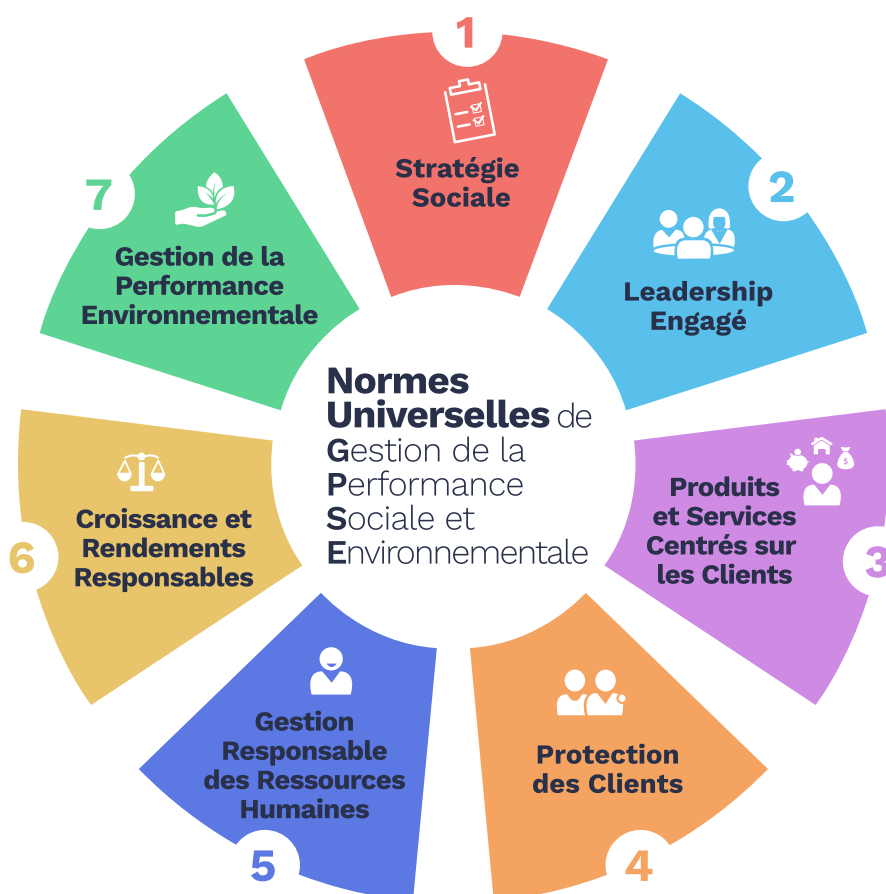 1
Stratégie
Sociale
2
Leadership
Engagé
3
Produits
et Services
Centrés sur
les Clients
$
4
Protection
des Clients
5
Gestion
Responsable
des Ressources
Humaines
6
Croissance et
Rendements
Responsables
7
Gestion de la
Performance
Environnementale
Normes
Universelles de
Gestion de la
Performance
Sociale et
Environnementale